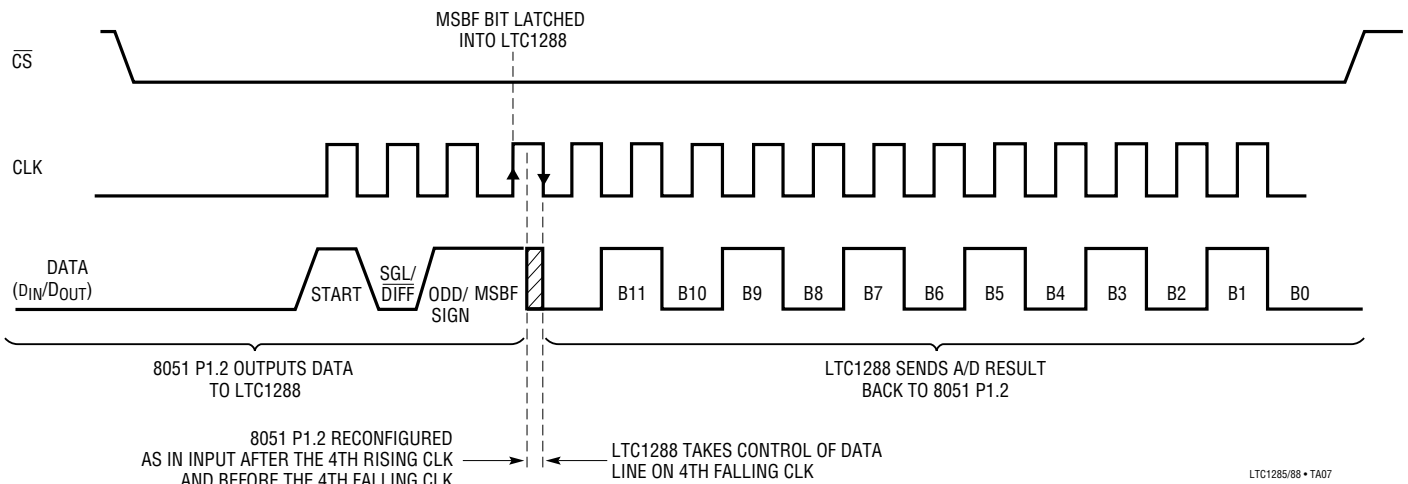 MSBF BIT LATCHED
INTO LTC1288
CS
CLK
DATA
(DIN/DOUT)
START
SGL/
DIFF
ODD/
SIGN
MSBF
B11
B10
B9
B8
B7
B6
B5
B4
B3
B2
B1
B0
8051 P1.2 OUTPUTS DATA
TO LTC1288
LTC1288 SENDS A/D RESULT
BACK TO 8051 P1.2
8051 P1.2 RECONFIGURED
AS IN INPUT AFTER THE 4TH RISING CLK
AND BEFORE THE 4TH FALLING CLK
LTC1288 TAKES CONTROL OF DATA
LINE ON 4TH FALLING CLK
LTC1285/88 • TA07